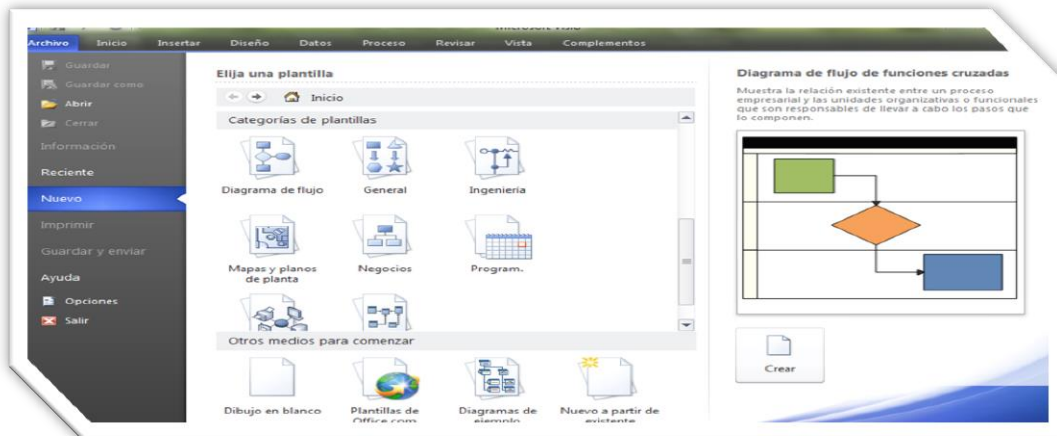 Microsoft Visio
Archivo Inicio Insertar Diseño Datos Proceso Revisar Vista Complementos
Guardar
Guardar como
Abrir
Cerrar
Información
Reciente
Nuevo
Imprimir
Guardar y enviar
Ayuda
Opciones
Salir
Elija una plantilla
Inicio
Categorías de plantillas
Diagrama de flujo
General
Ingeniería
Mapas y planos
de planta
Negocios
Program.
Otros medios para comenzar
Dibujo en blanco
Plantillas de
Office.com
Diagramas de
ejemplo
Nuevo a partir de
existente
Diagrama de flujo de funciones cruzadas
Muestra la relación existente entre un proceso
empresarial y las unidades organizativas o funcionales
que son responsables de llevar a cabo los pasos que
lo componen.
Crear